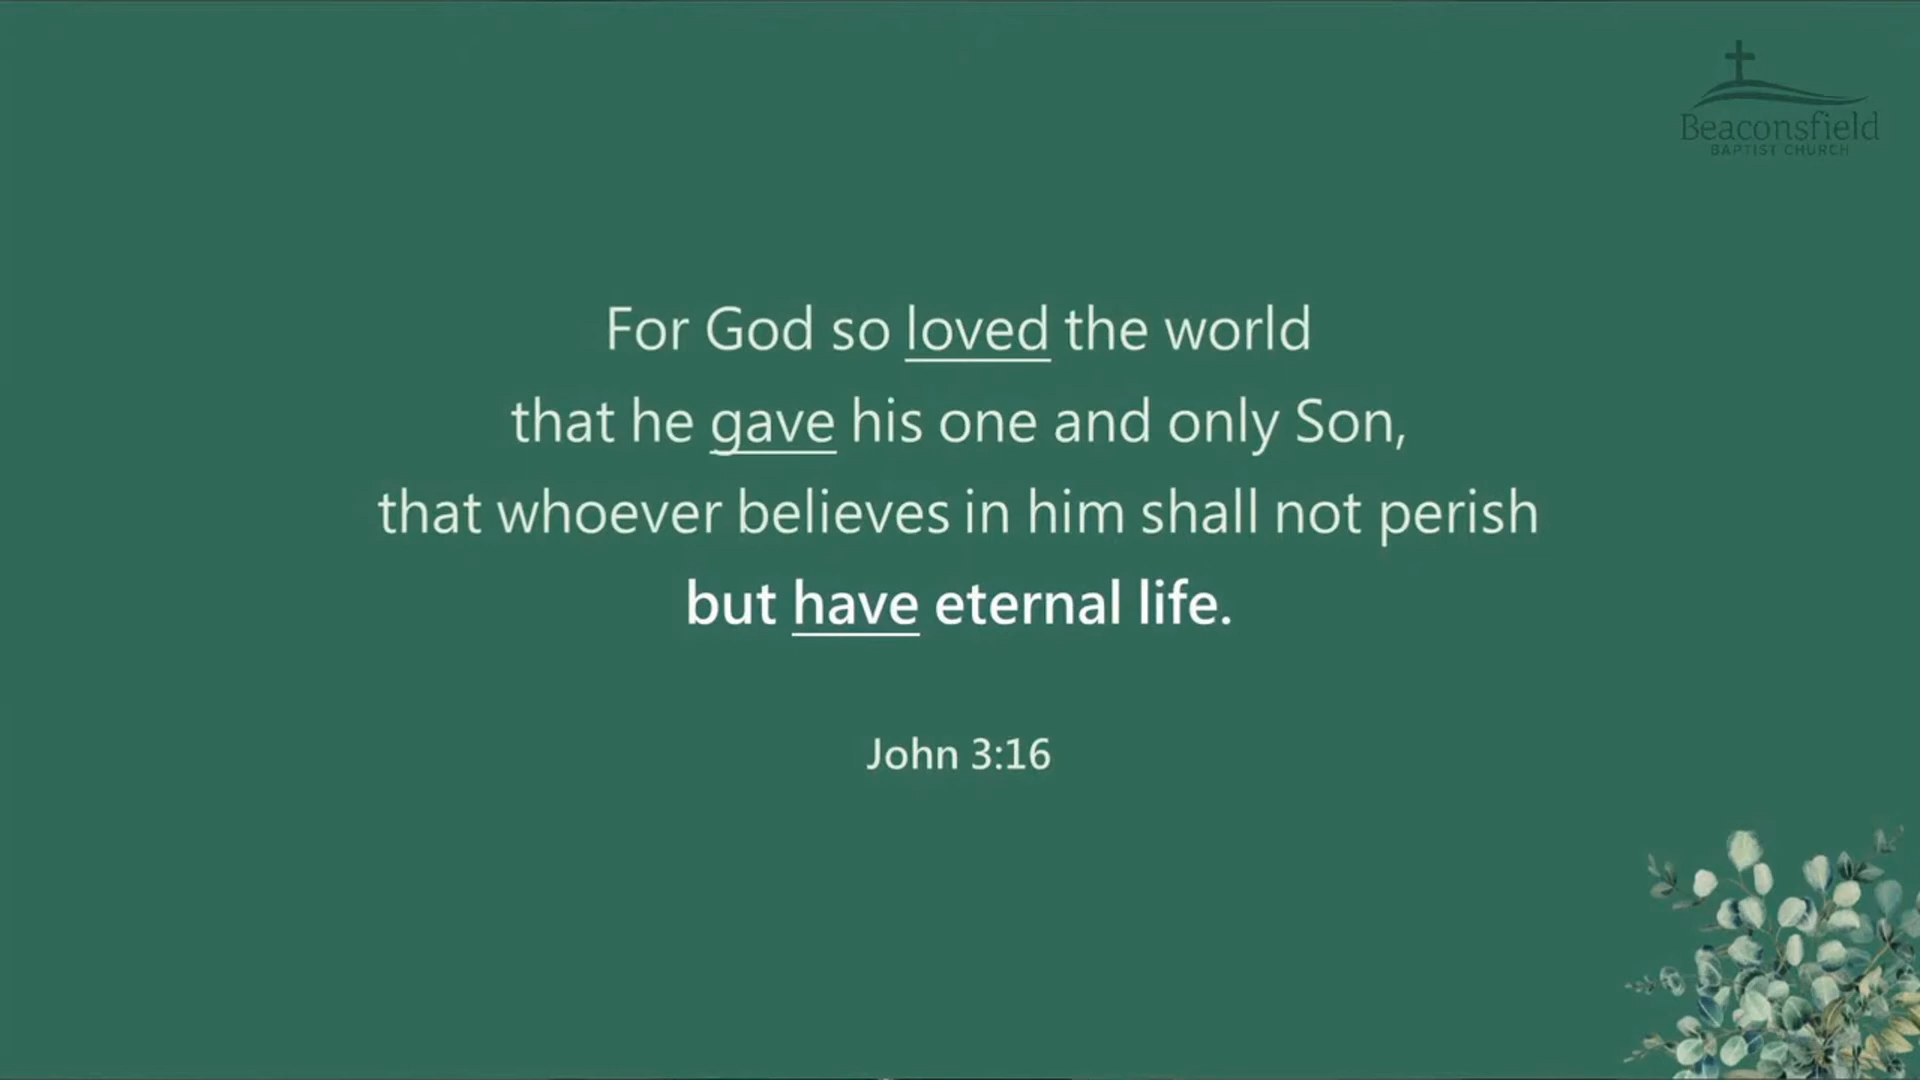 Beaconsfield
BAPTIST CHURCH
For God so loved the world
that he gave his one and only Son,
that whoever believes in him shall not perish
but have eternal life.
John 3:16